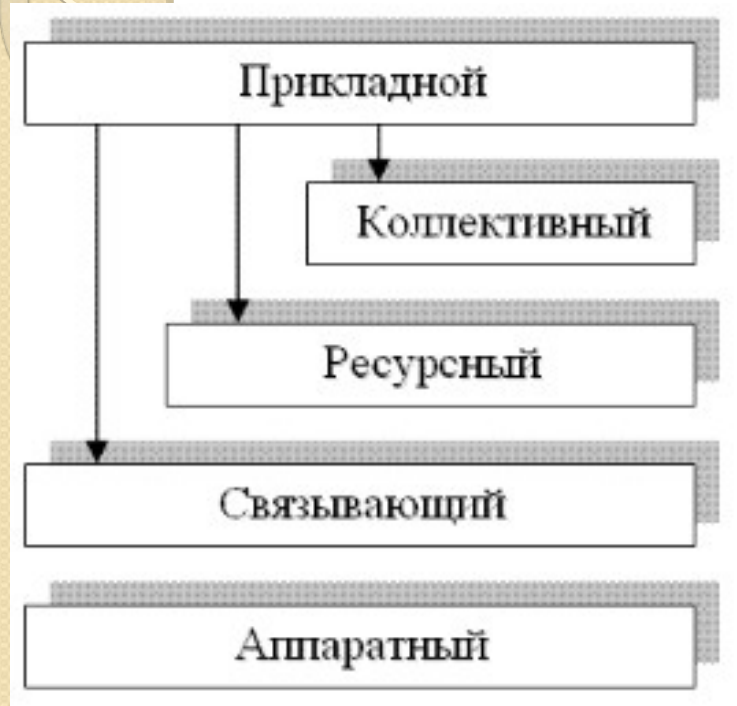 Прикладной
Коллективный
Ресурсный
Связывающий
Аппаратный